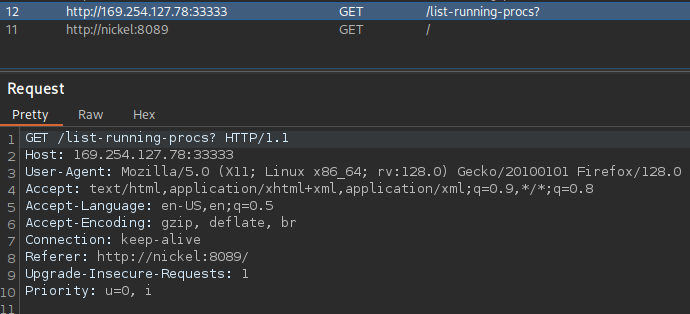 12 http://169.254.127.78:33333 GET /list-running-procs?
11 http://nickel:8089 GET /
Request
Pretty Raw Hex
1 GET /list-running-procs? HTTP/1.1
2 Host: 169.254.127.78:33333
3 User-Agent: Mozilla/5.0 (X11; Linux x86_64; rv:128.0) Gecko/20100101 Firefox/128.0
4 Accept: text/html,application/xhtml+xml,application/xml;q=0.9,*/*;q=0.8
5 Accept-Language: en-US,en;q=0.5
6 Accept-Encoding: gzip, deflate, br
7 Connection: keep-alive
8 Referer: http://nickel:8089/
9 Upgrade-Insecure-Requests: 1
10 Priority: u=0, i
11